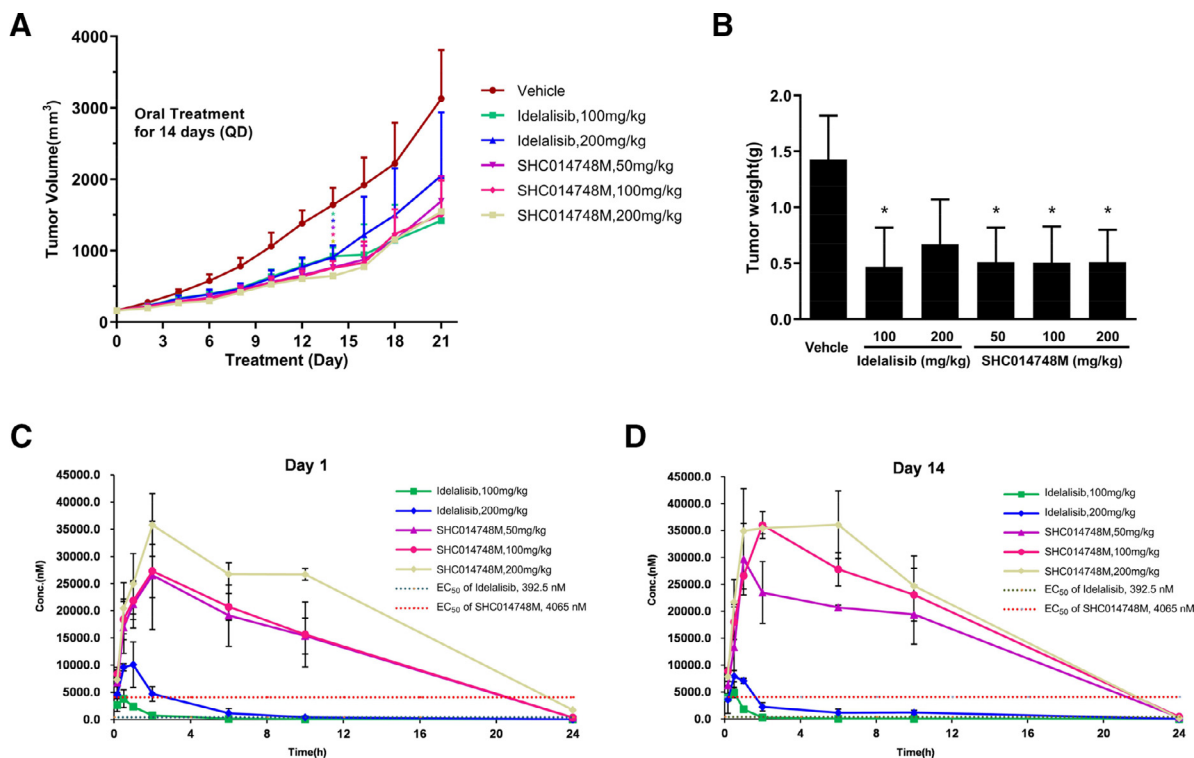 A
4000
3000
2000
1000
0
Tumor Volume(mm³)
Oral Treatment
for 14 days (QD)
0 3 6 9 12 15 18 21
Treatment (Day)
Vehicle
Idelalisib,100mg/kg
Idelalisib,200mg/kg
SHC014748M,50mg/kg
SHC014748M,100mg/kg
SHC014748M,200mg/kg
B
2.0
1.5
1.0
0.5
0.0
Tumor weight(g)
* * * *
Vehcle
100 200 50 100 200
Idelalisib (mg/kg) SHC014748M (mg/kg)
C
Day 1
45000.0
40000.0
35000.0
30000.0
25000.0
20000.0
15000.0
10000.0
5000.0
0.0
Conc.(nM)
0 4 8 12 16 20 24
Time(h)
Idelalisib,100mg/kg
Idelalisib,200mg/kg
SHC014748M,50mg/kg
SHC014748M,100mg/kg
SHC014748M,200mg/kg
EC50 of Idelalisib, 392.5 nM
EC50 of SHC014748M, 4065 nM
D
Day 14
45000.0
40000.0
35000.0
30000.0
25000.0
20000.0
15000.0
10000.0
5000.0
0.0
Conc.(nM)
0 4 8 12 16 20 24
Time(h)
Idelalisib,100mg/kg
Idelalisib,200mg/kg
SHC014748M,50mg/kg
SHC014748M,100mg/kg
SHC014748M,200mg/kg
EC50 of Idelalisib, 392.5 nM
EC50 of SHC014748M, 4065 nM